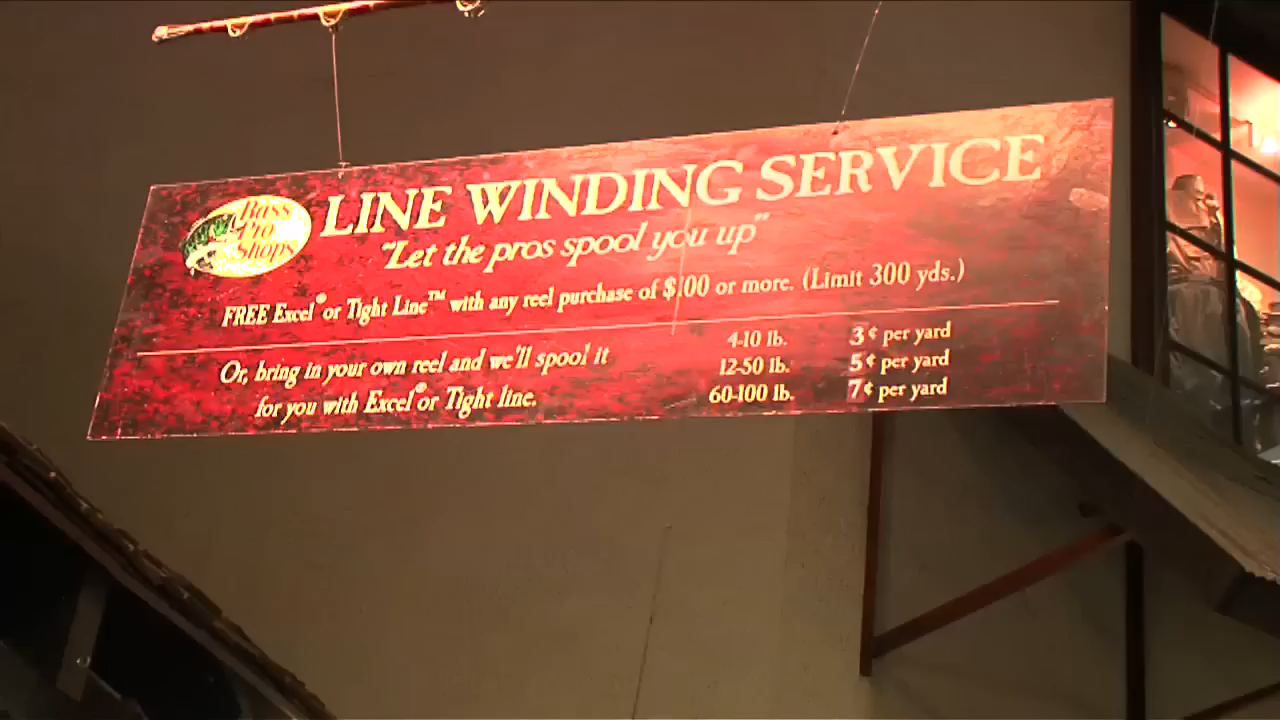 Bass
Pro
Shops
LINE WINDING SERVICE
"Let the pros spool you up"
FREE Excel® or Tight Line™ with any reel purchase of $100 or more. (Limit 300 yds.)
Or, bring in your own reel and we'll spool it
for you with Excel® or Tight line.
4-10 lb. 3¢ per yard
12-50 lb. 5¢ per yard
60-100 lb. 7¢ per yard